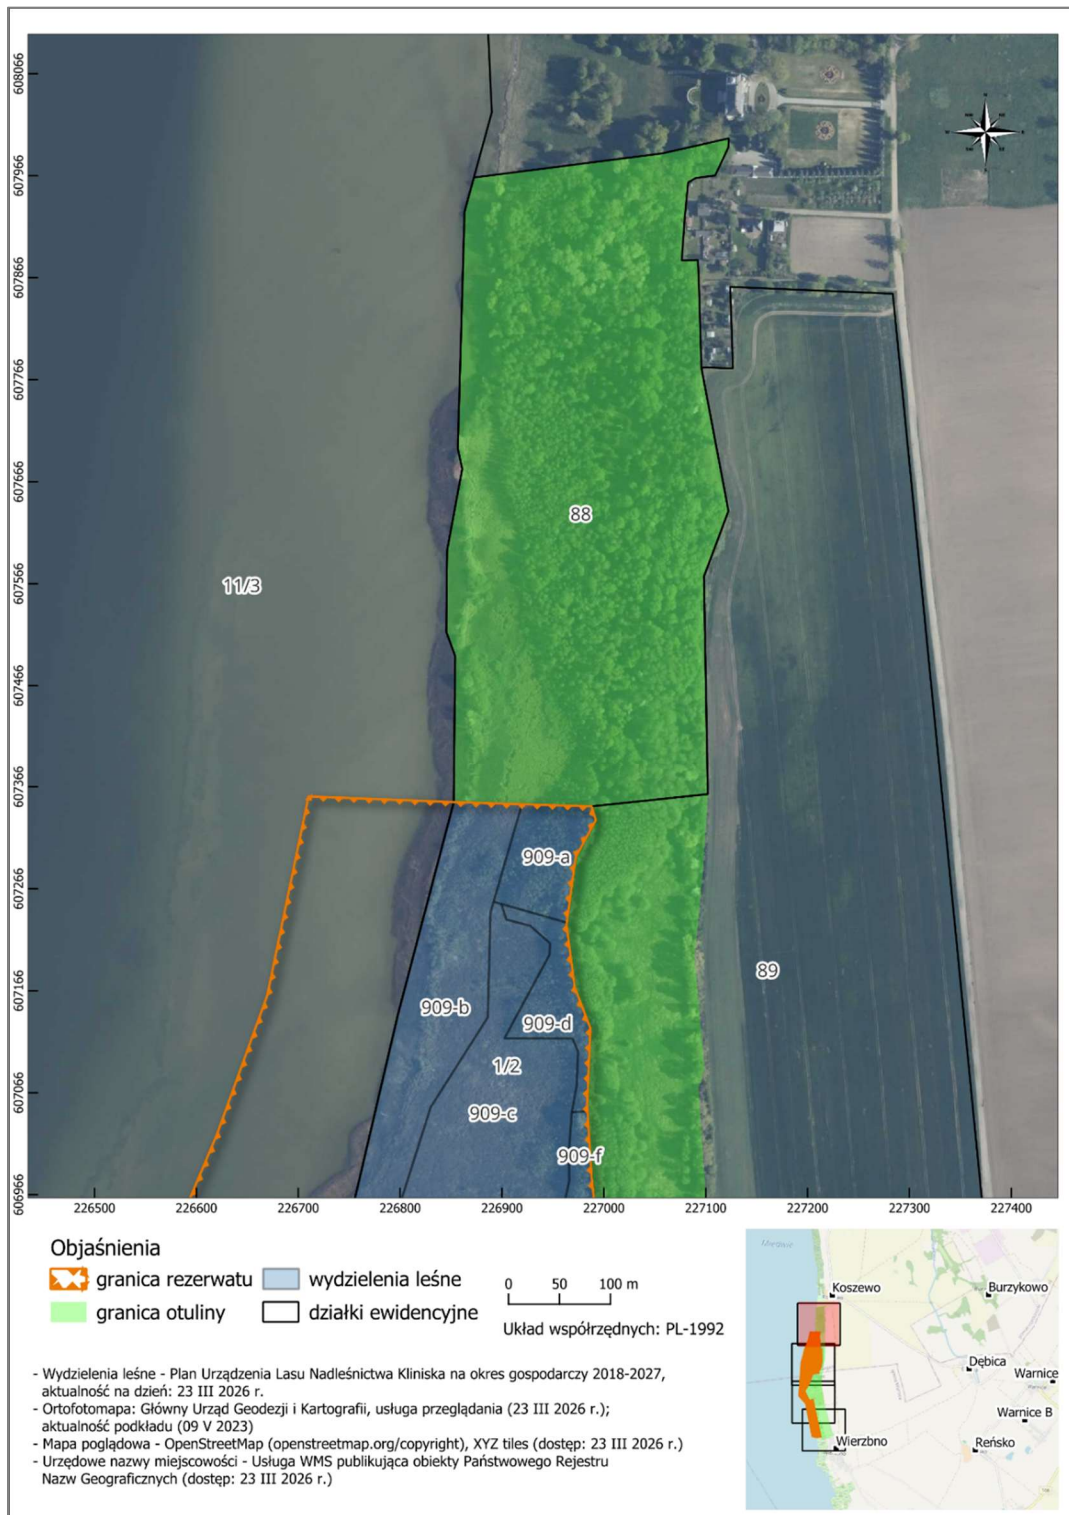 608066
607966
607866
607766
607666
607566
607466
607366
607266
607166
607066
606966
88
11/3
909-a
89
909-b
909-d
1/2
909-c
909-f
226500 226600 226700 226800 226900 227000 227100 227200 227300 227400
Objaśnienia
granica rezerwatu
wydzielenia leśne
granica otuliny
działki ewidencyjne
0 50 100 m
Układ współrzędnych: PL-1992
- Wydzielenia leśne - Plan Urządzenia Lasu Nadleśnictwa Kliniska na okres gospodarczy 2018-2027,
aktualność na dzień: 23 III 2026 r.
- Ortofotomapa: Główny Urząd Geodezji i Kartografii, usługa przeglądania (23 III 2026 r.);
aktualność podkładu (09 V 2023)
- Mapa poglądowa - OpenStreetMap (openstreetmap.org/copyright), XYZ tiles (dostęp: 23 III 2026 r.)
- Urzędowe nazwy miejscowości - Usługa WMS publikująca obiekty Państwowego Rejestru
Nazw Geograficznych (dostęp: 23 III 2026 r.)
Miedwie
Koszewo
Burzykowo
Dębica
Warnice
Warnice B
Wierzbno
Reńsko